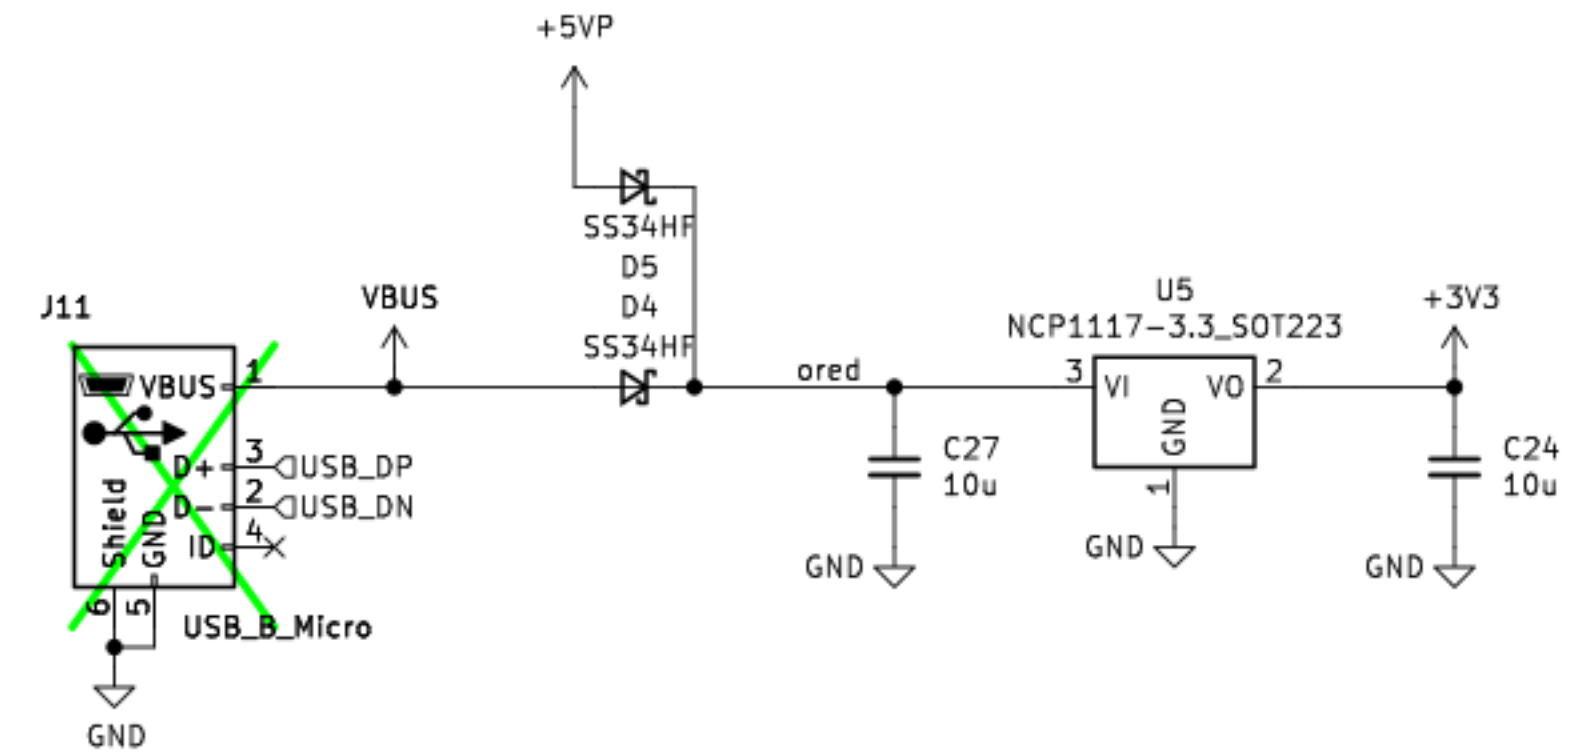 +5VP
SS34HF
D5
D4
SS34HF
J11
VBUS
1
VBUS
D+
3
USB_DP
D-
2
USB_DN
ID
4
Shield
GND
6
5
USB_B_Micro
GND
ored
C27
10u
GND
U5
NCP1117-3.3_SOT223
3
VI
VO
2
GND
1
GND
+3V3
C24
10u
GND